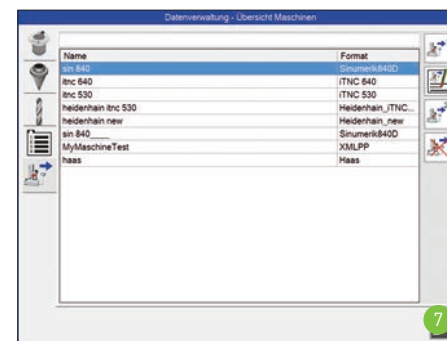 Datenverwaltung - Übersicht Maschinen
Name Format
sin 840 Sinumerik840D
itnc 640 iTNC 640
itnc 530 iTNC 530
heidenhain itnc 530 Heidenhain_iTNC...
heidenhain new Heidenhain_new
sin 840____ Sinumerik840D
MyMaschineTest XMLPP
haas Haas
7